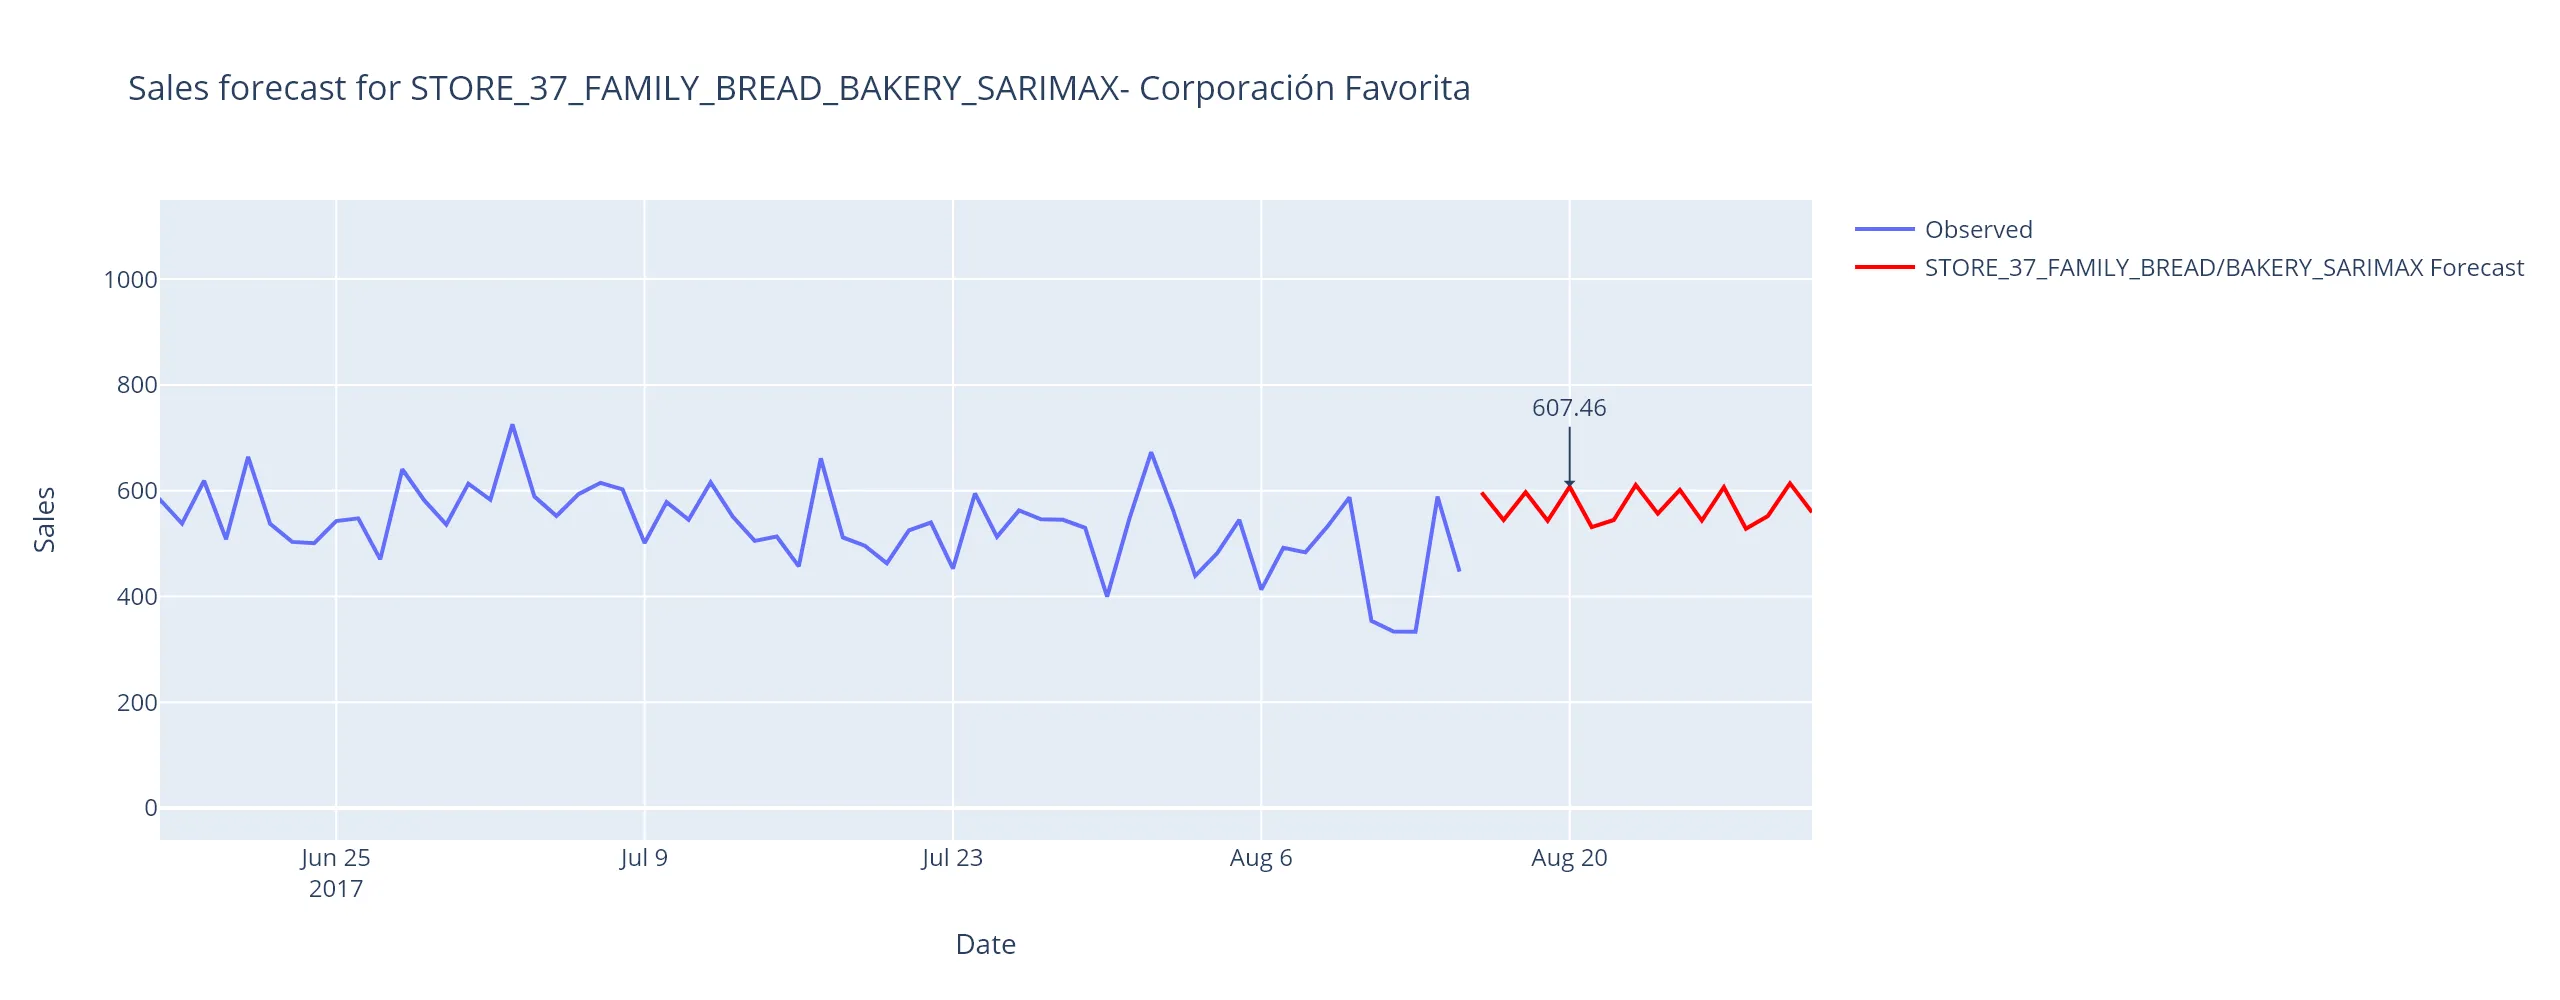 Sales forecast for STORE_37_FAMILY_BREAD_BAKERY_SARIMAX- Corporación Favorita
Observed
STORE_37_FAMILY_BREAD/BAKERY_SARIMAX Forecast
1000
800
600
400
200
0
Sales
607.46
Jun 25
2017
Jul 9
Jul 23
Aug 6
Aug 20
Date